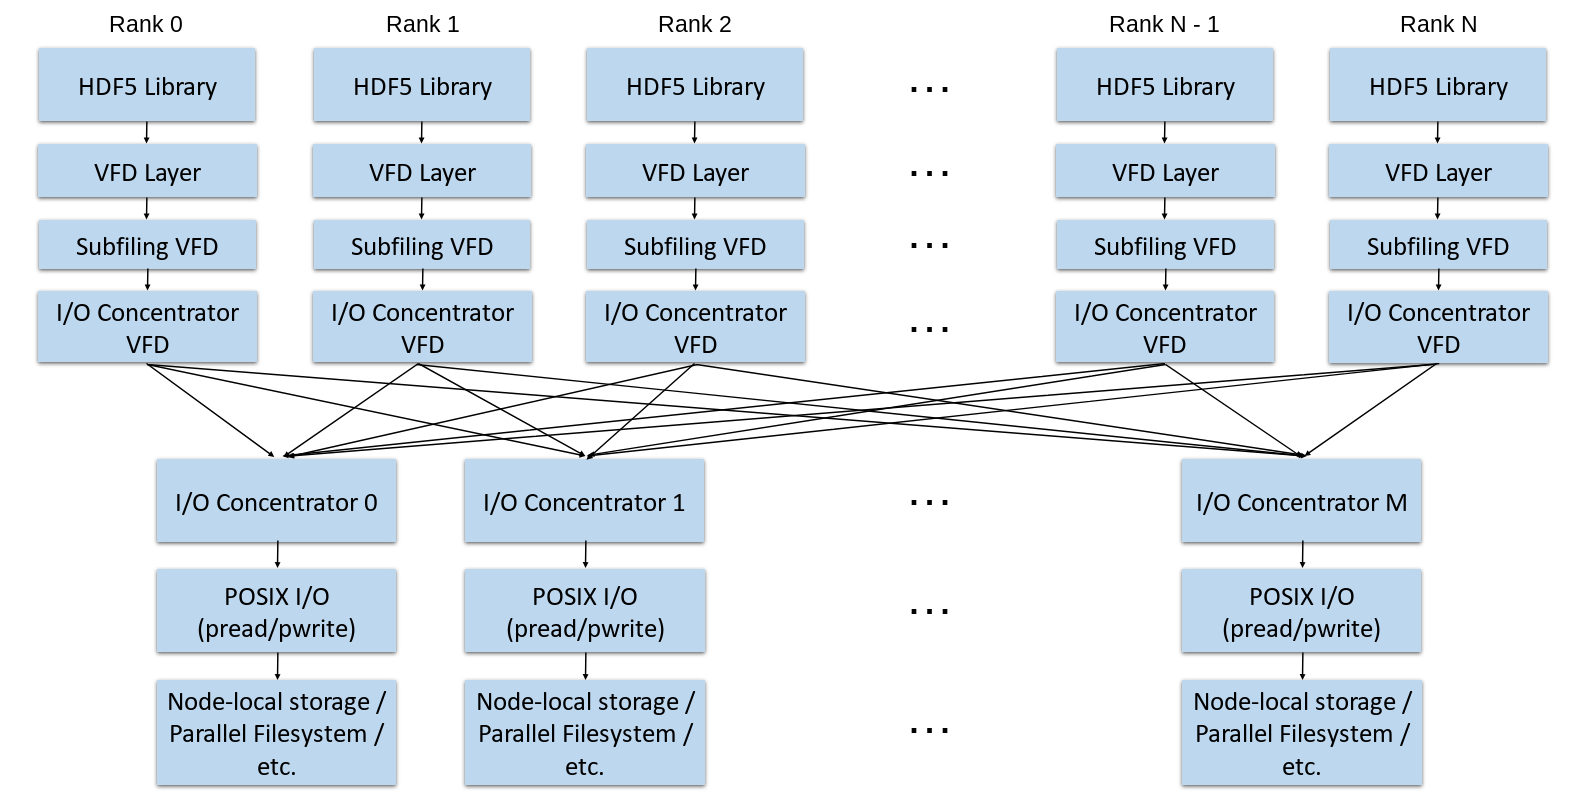 Rank 0
Rank 1
Rank 2
Rank N - 1
Rank N
HDF5 Library
HDF5 Library
HDF5 Library
...
HDF5 Library
HDF5 Library
VFD Layer
VFD Layer
VFD Layer
...
VFD Layer
VFD Layer
Subfiling VFD
Subfiling VFD
Subfiling VFD
...
Subfiling VFD
Subfiling VFD
I/O Concentrator
VFD
I/O Concentrator
VFD
I/O Concentrator
VFD
...
I/O Concentrator
VFD
I/O Concentrator
VFD
I/O Concentrator 0
I/O Concentrator 1
...
I/O Concentrator M
POSIX I/O
(pread/pwrite)
POSIX I/O
(pread/pwrite)
...
POSIX I/O
(pread/pwrite)
Node-local storage /
Parallel Filesystem /
etc.
Node-local storage /
Parallel Filesystem /
etc.
...
Node-local storage /
Parallel Filesystem /
etc.